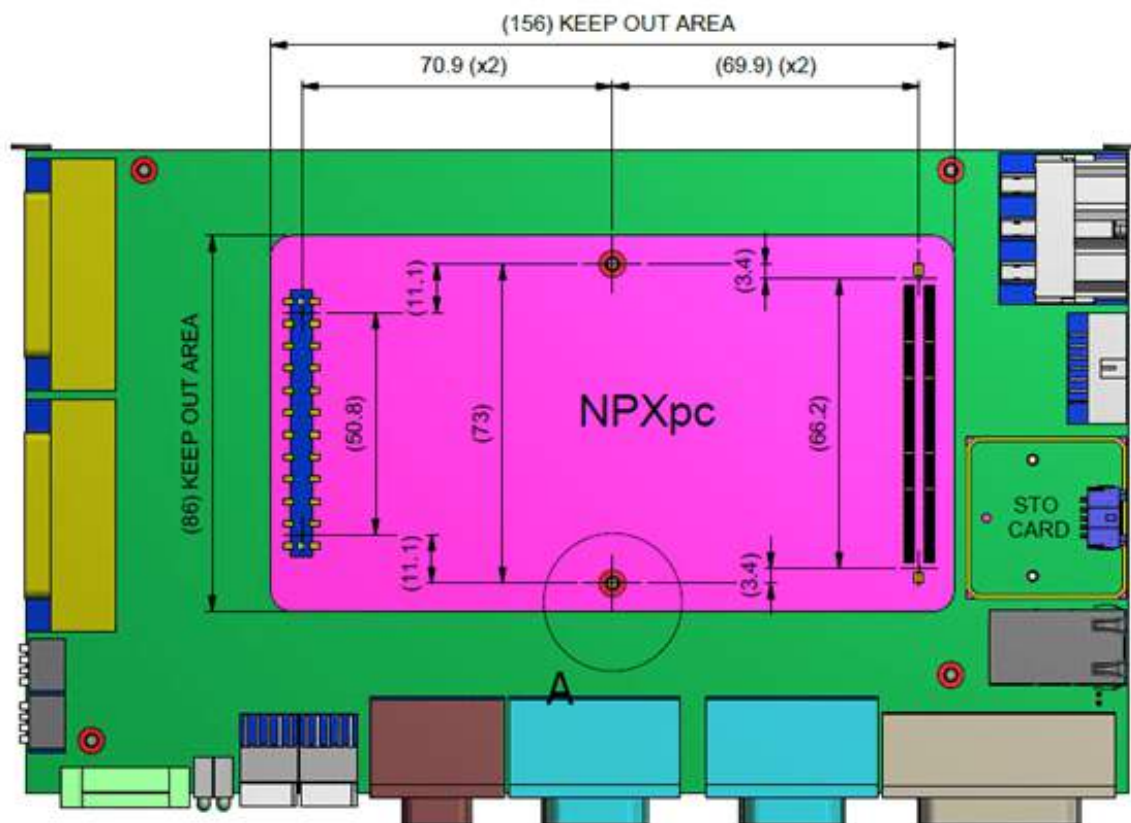 (156) KEEP OUT AREA
70.9 (x2)
(69.9) (x2)
(11.1)
(3.4)
(86) KEEP OUT AREA
(50.8)
(73)
NPXpc
(66.2)
STO
CARD
(11.1)
(3.4)
A